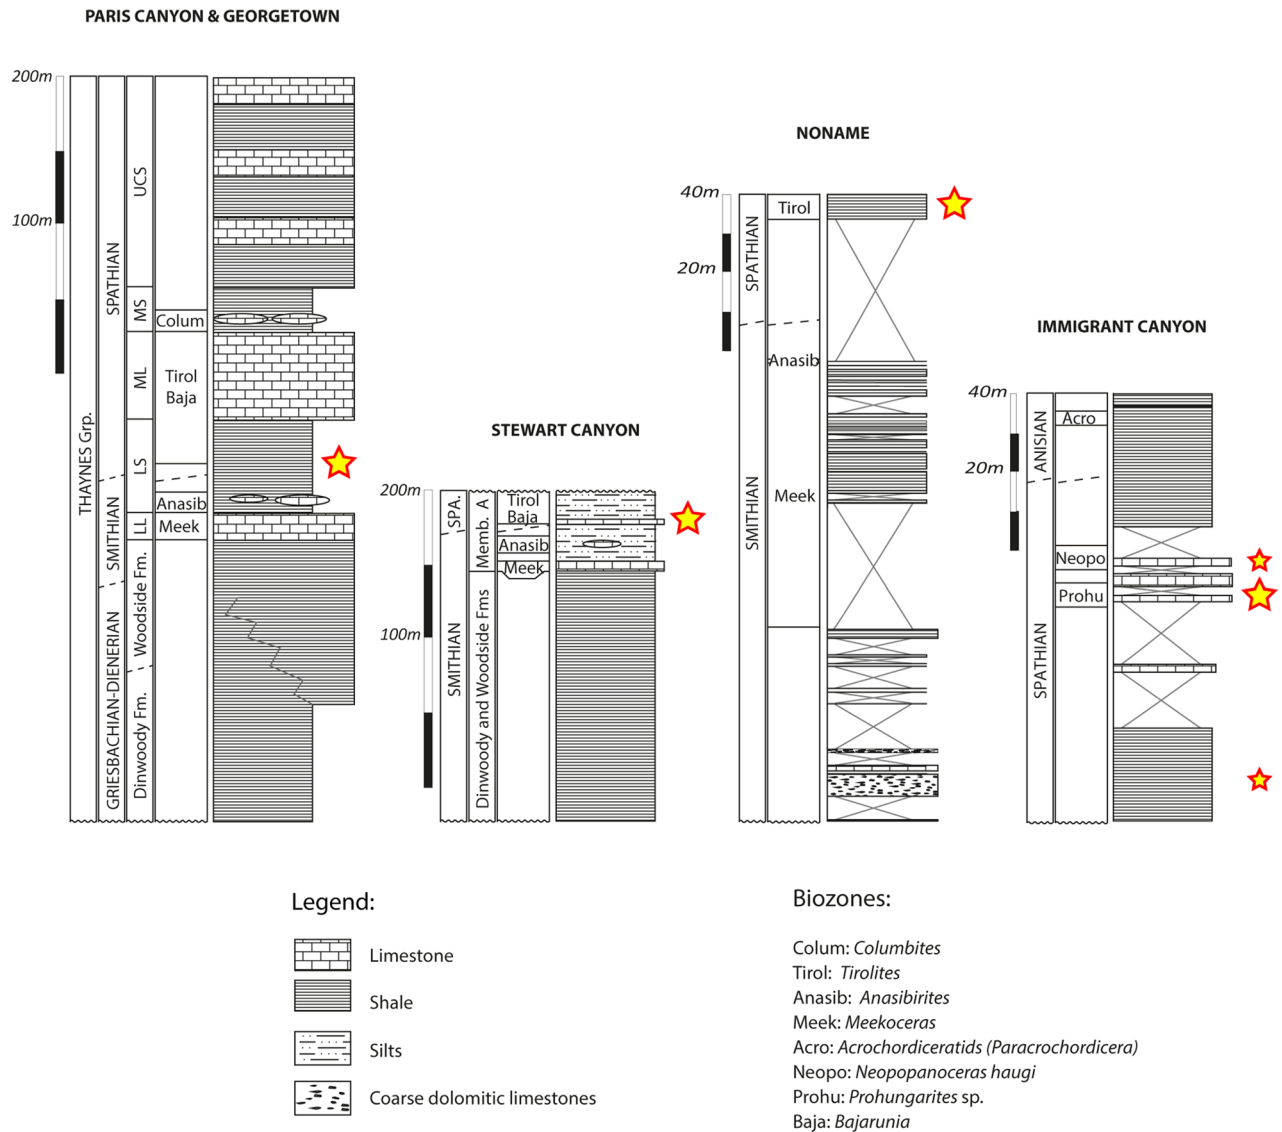 PARIS CANYON & GEORGETOWN
200m
100m
THAYNES Grp.
SPATHIAN
SMITHIAN
GRIESBACHIAN-DIENERIAN
UCS
MS
ML
LS
LL
Woodside Fm.
Dinwoody Fm.
Colum
Tirol
Baja
Anasib
Meek
STEWART CANYON
200m
100m
SPA.
SMITHIAN
Memb. A
Dinwoody and Woodside Fms
Tirol
Baja
Anasib
Meek
NONAME
40m
20m
SPATHIAN
SMITHIAN
Tirol
Anasib
Meek
IMMIGRANT CANYON
40m
20m
ANISIAN
SPATHIAN
Acro
Neopo
Prohu
Legend:
Limestone
Shale
Silts
Coarse dolomitic limestones
Biozones:
Colum: Columbites
Tirol: Tirolites
Anasib: Anasibirites
Meek: Meekoceras
Acro: Acrochordiceratids (Paracrochordicera)
Neopo: Neopopanoceras haugi
Prohu: Prohungarites sp.
Baja: Bajarunia